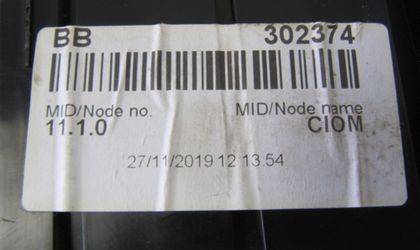 BB 302374
MID/Node no. MID/Node name
11.1.0 CIOM
27/11/2019 12:13:54